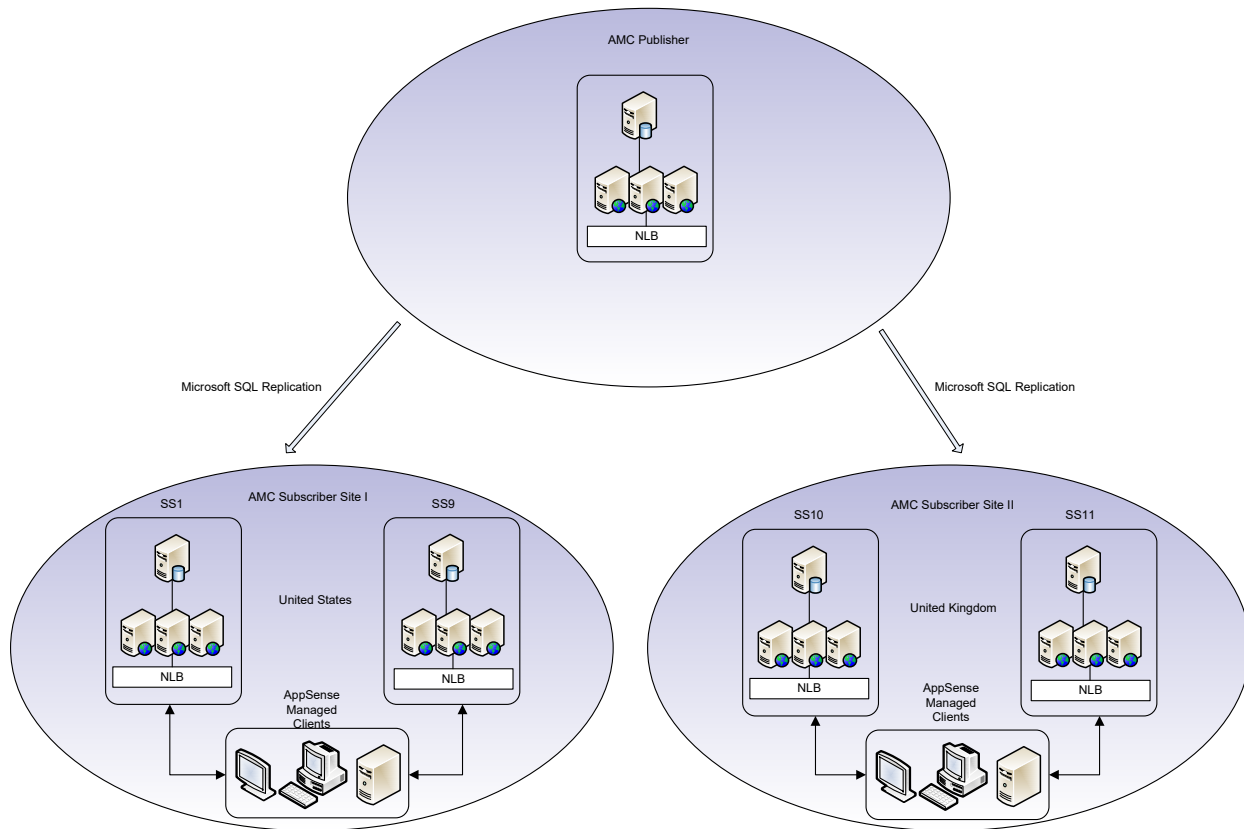 AMC Publisher
NLB
Microsoft SQL Replication
Microsoft SQL Replication
AMC Subscriber Site I
SS1
SS9
United States
NLB
NLB
AppSense
Managed
Clients
AMC Subscriber Site II
SS10
SS11
United Kingdom
NLB
NLB
AppSense
Managed
Clients